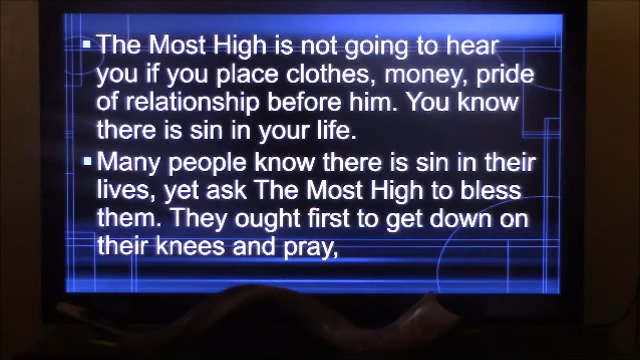 ▪ The Most High is not going to hear
you if you place clothes, money, pride
of relationship before him. You know
there is sin in your life.
▪ Many people know there is sin in their
lives, yet ask The Most High to bless
them. They ought first to get down on
their knees and pray,